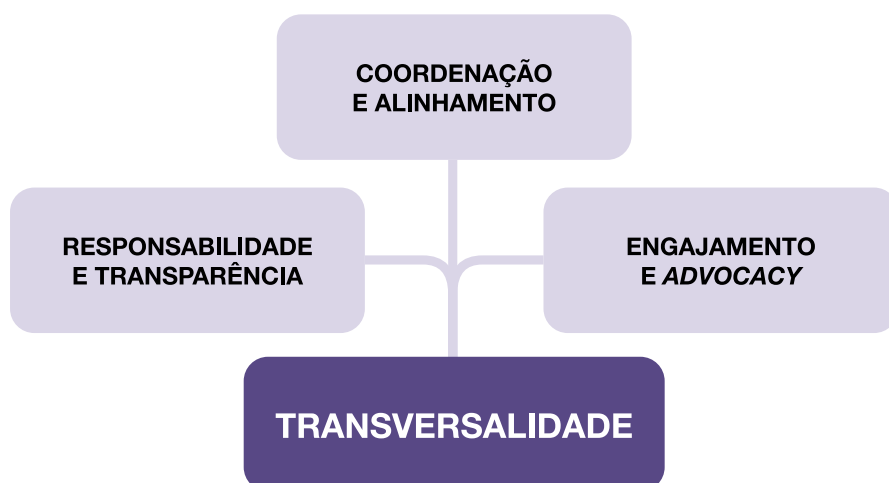 COORDENAÇÃO
E ALINHAMENTO
RESPONSABILIDADE
E TRANSPARÊNCIA
ENGAJAMENTO
E ADVOCACY
TRANSVERSALIDADE